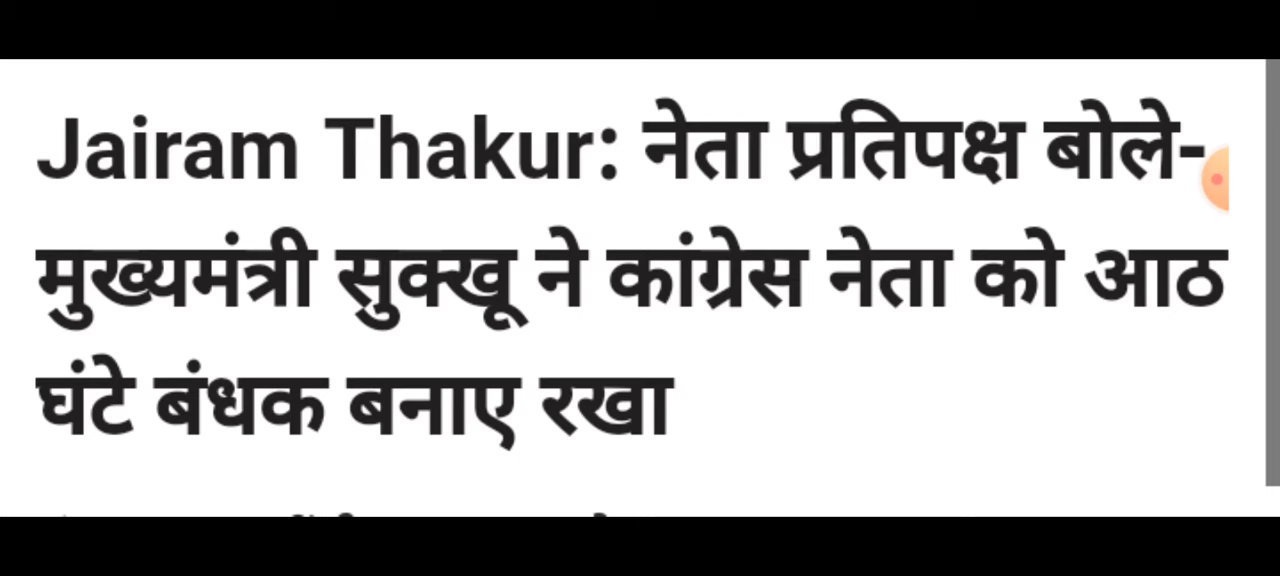 Jairam Thakur: नेता प्रतिपक्ष बोले-
मुख्यमंत्री सुक्खू ने कांग्रेस नेता को आठ
घंटे बंधक बनाए रखा